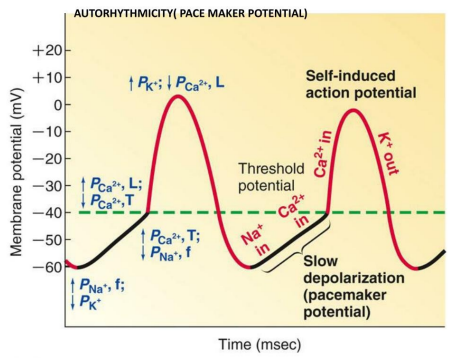 AUTORHYTHMICITY( PACE MAKER POTENTIAL)
Membrane potential (mV)
+20
+10
0
−10
−20
−30
−40
−50
−60
↑ PK+; ↓ PCa2+, L
↑ PCa2+, L;
↓ PCa2+, T
↑ PCa2+, T;
↓ PNa+, f
↑ PNa+, f;
↓ PK+
Self-induced
action potential
Threshold
potential
Ca2+ in
K+ out
Ca2+
in
Na+
in
Slow
depolarization
(pacemaker
potential)
Time (msec)